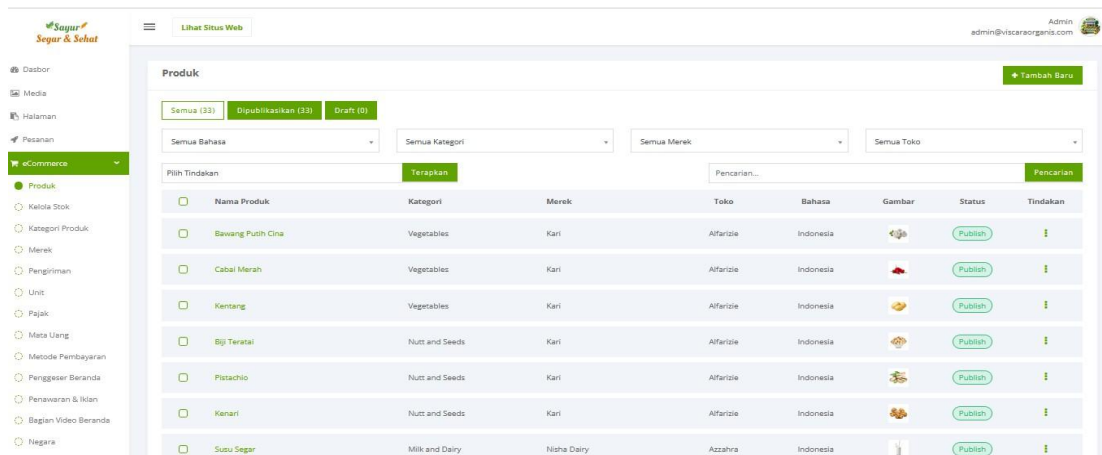 Sayur
Segar & Sehat
Lihat Situs Web
Admin
admin@viscaraorganis.com
Dasbor
Media
Halaman
Pesanan
eCommerce
Produk
Kelola Stok
Kategori Produk
Merek
Pengiriman
Unit
Pajak
Mata Uang
Metode Pembayaran
Penggeser Beranda
Penawaran & Iklan
Bagian Video Beranda
Negara
Produk
+ Tambah Baru
Semua (33) Dipublikasikan (33) Draft (0)
Semua Bahasa Semua Kategori Semua Merek Semua Toko
Pilih Tindakan Terapkan Pencarian... Pencarian
Nama Produk Kategori Merek Toko Bahasa Gambar Status Tindakan
Bawang Putih Cina Vegetables Kari Alfarizie Indonesia Publish
Cabai Merah Vegetables Kari Alfarizie Indonesia Publish
Kentang Vegetables Kari Alfarizie Indonesia Publish
Biji Teratai Nutt and Seeds Kari Alfarizie Indonesia Publish
Pistachio Nutt and Seeds Kari Alfarizie Indonesia Publish
Kenari Nutt and Seeds Kari Alfarizie Indonesia Publish
Susu Segar Milk and Dairy Nisha Dairy Azzahra Indonesia Publish